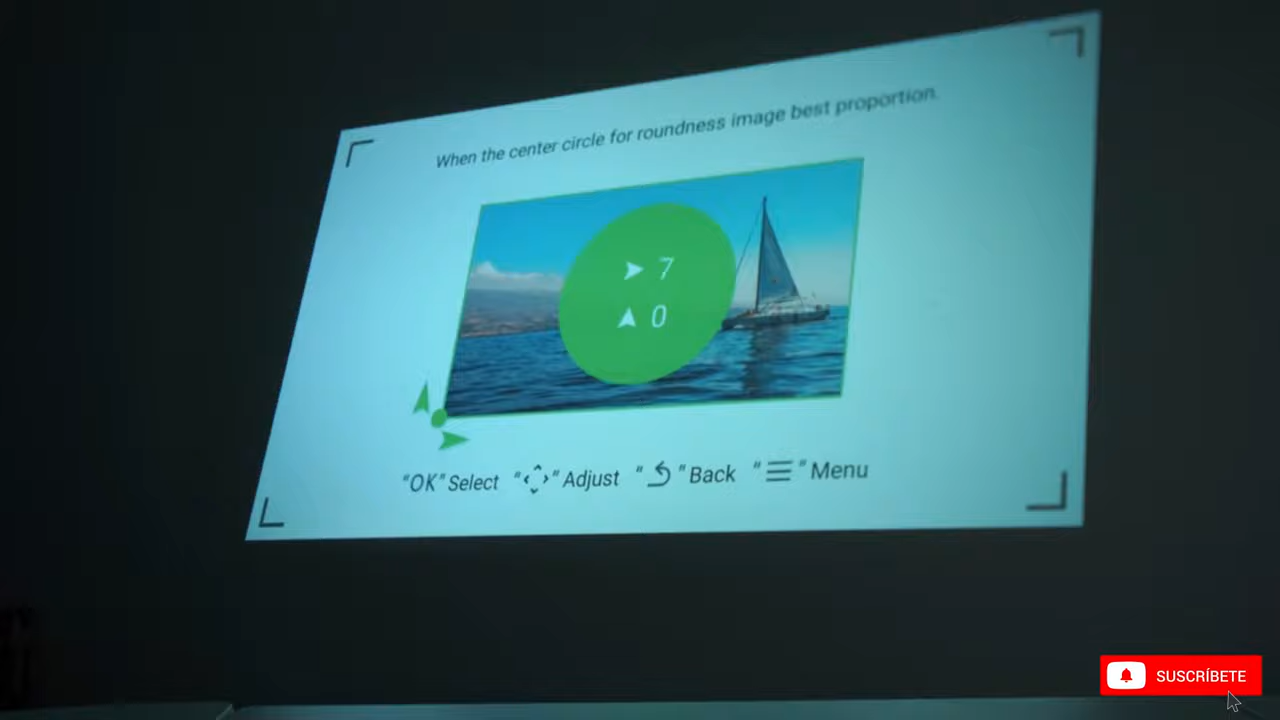 When the center circle for roundness image best proportion.
7
0
"OK" Select "" Adjust "" Back "" Menu
SUSCRÍBETE